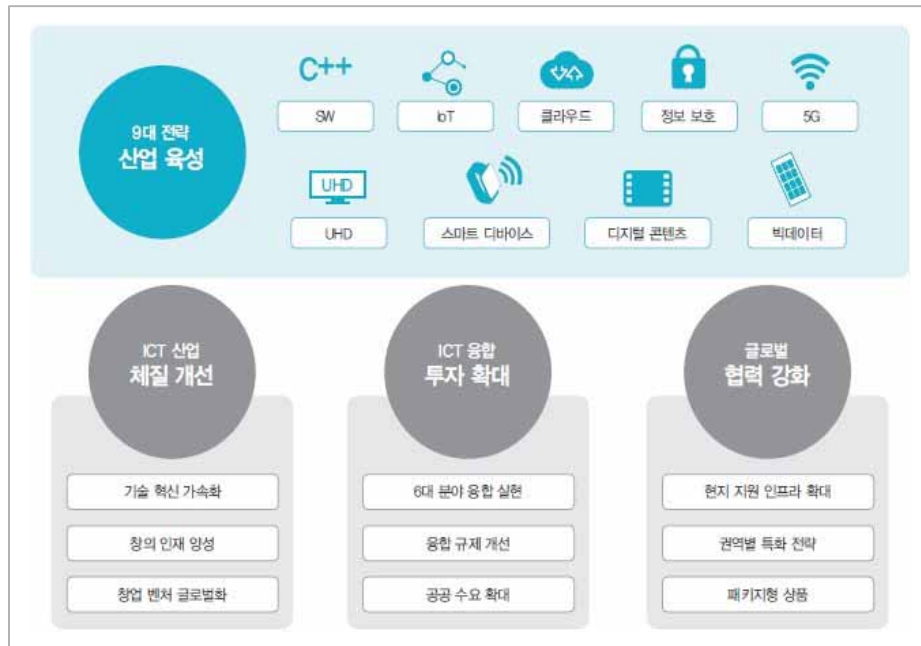 C++
9대 전략
산업 육성
SW
IoT
클라우드
정보 보호
5G
UHD
UHD
스마트 디바이스
디지털 콘텐츠
빅데이터
ICT 산업
체질 개선
기술 혁신 가속화
창의 인재 양성
창업 벤처 글로벌화
ICT 융합
투자 확대
6대 분야 융합 실현
융합 규제 개선
공공 수요 확대
글로벌
협력 강화
현지 지원 인프라 확대
권역별 특화 전략
패키지형 상품